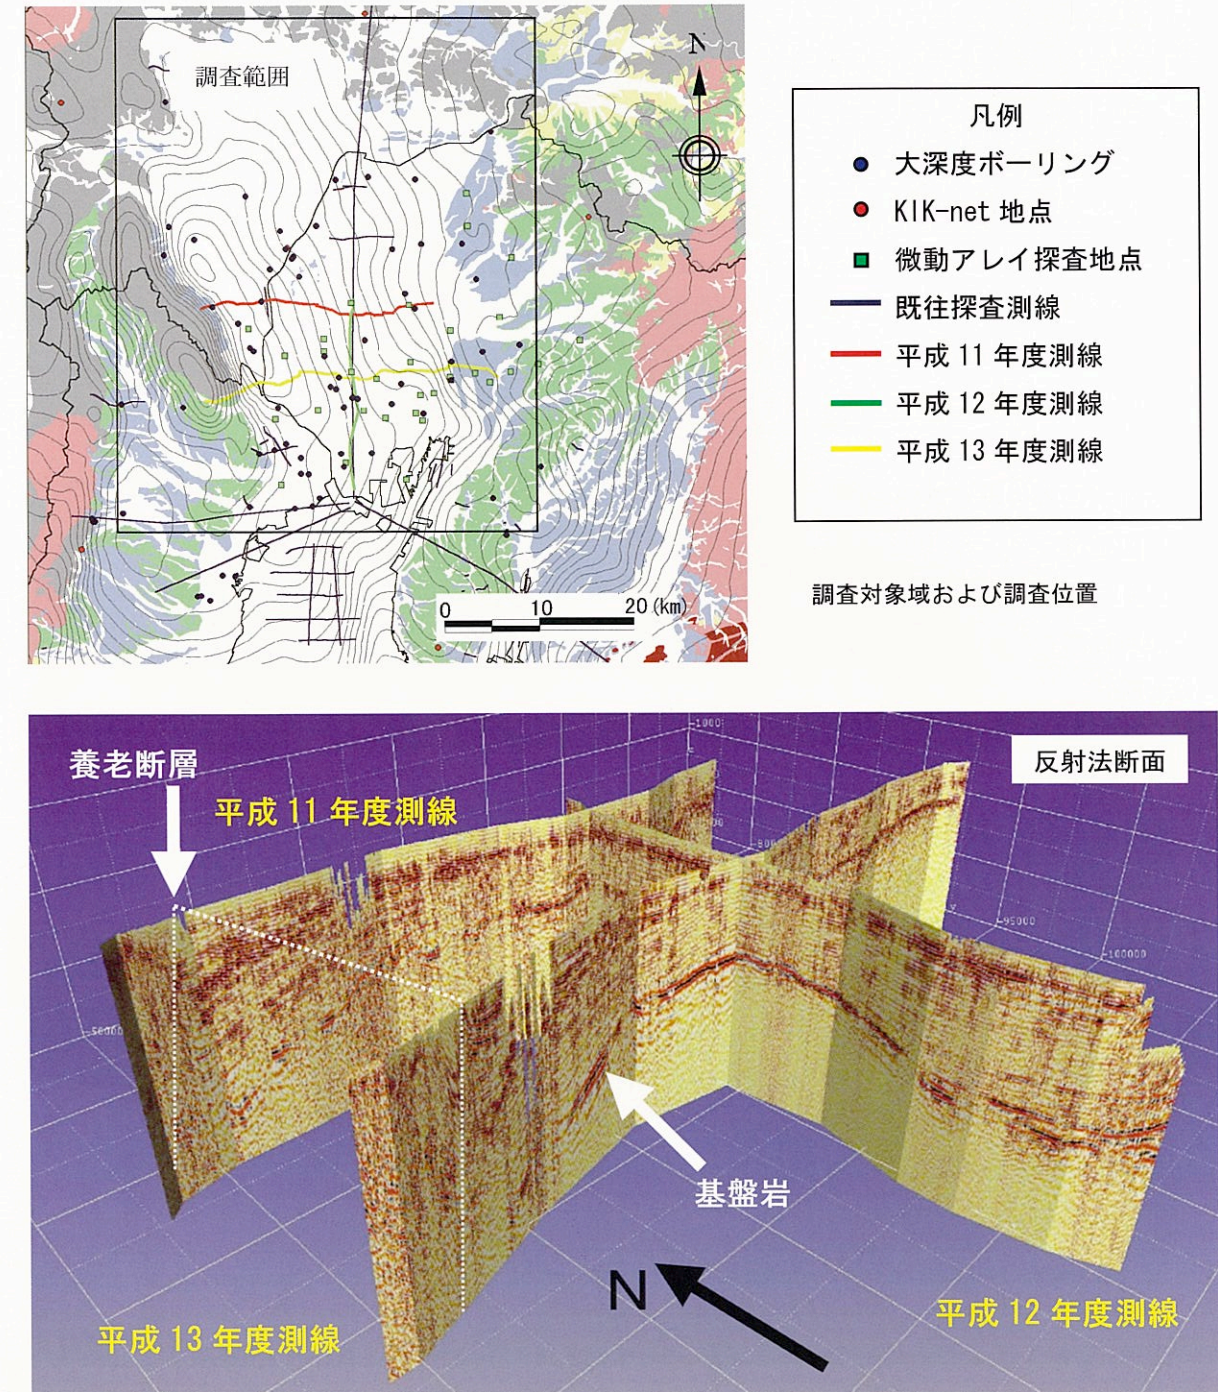 調査範囲
N
0 10 20 (km)
凡例
大深度ボーリング
KIK-net 地点
微動アレイ探査地点
既往探査測線
平成 11 年度測線
平成 12 年度測線
平成 13 年度測線
調査対象域および調査位置
反射法断面
養老断層
平成 11 年度測線
-1000
-95000
-100000
基盤岩
N
平成 13 年度測線
平成 12 年度測線